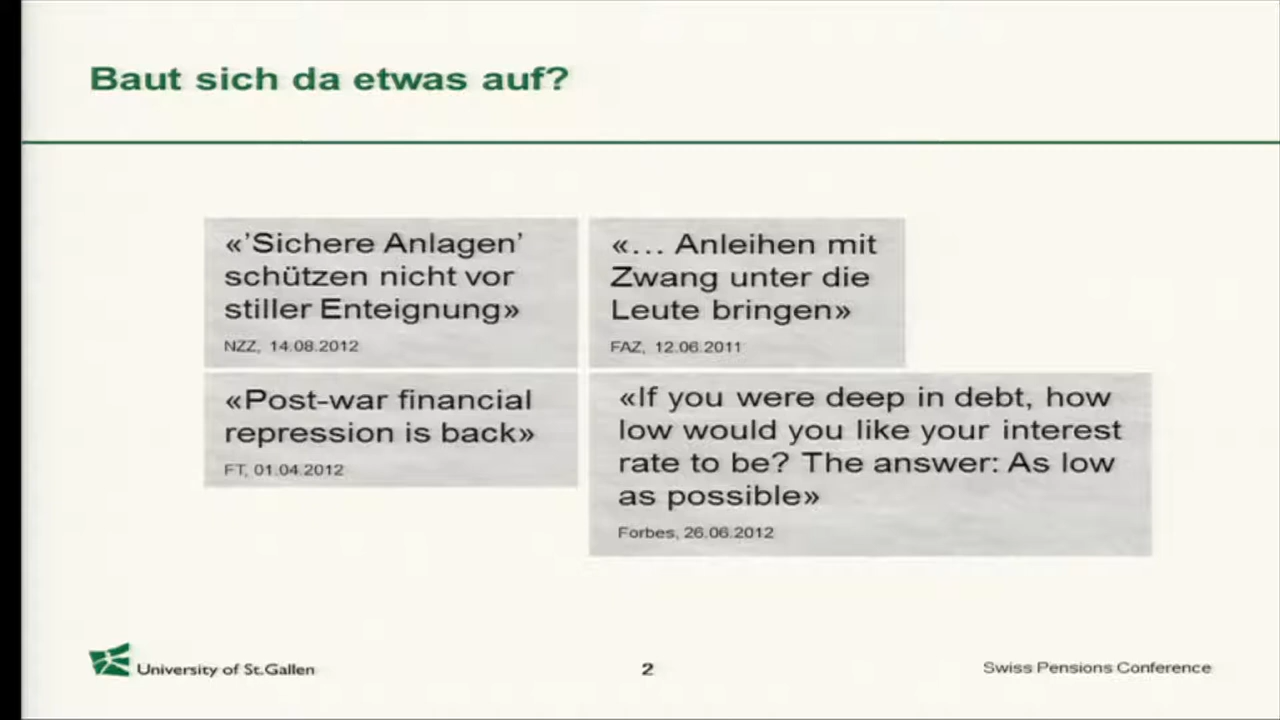 Baut sich da etwas auf?
«'Sichere Anlagen'
schützen nicht vor
stiller Enteignung»
NZZ, 14.08.2012
«... Anleihen mit
Zwang unter die
Leute bringen»
FAZ, 12.06.2011
«Post-war financial
repression is back»
FT, 01.04.2012
«If you were deep in debt, how
low would you like your interest
rate to be? The answer: As low
as possible»
Forbes, 26.06.2012
University of St.Gallen
2
Swiss Pensions Conference